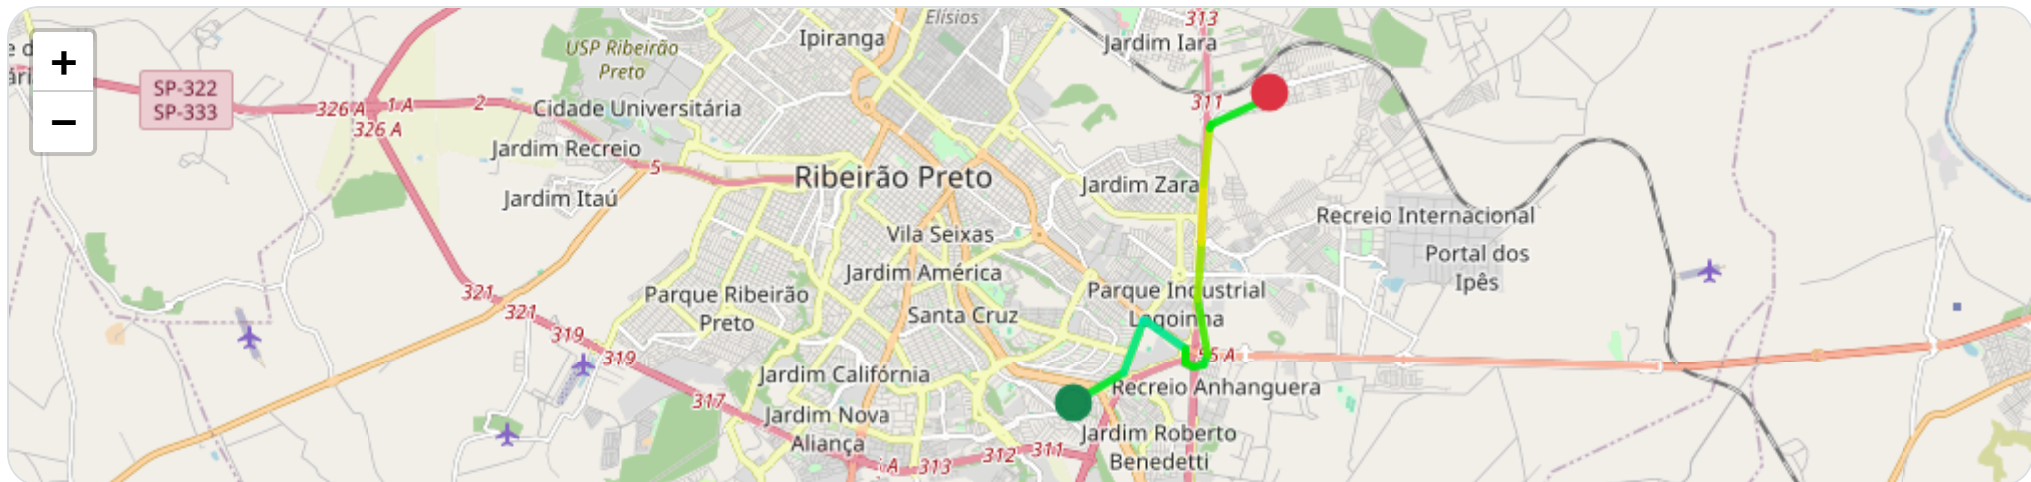 Elísios
313
Ipiranga
Jardim Iara
USP Ribeirão
Preto
+
SP-322
SP-333
326 A
1 A
2
Cidade Universitária
311
−
326 A
Jardim Recreio
5
Ribeirão Preto
Jardim Zara
Jardim Itaú
Recreio Internacional
Vila Seixas
Portal dos
Ipês
Jardim América
321
Parque Ribeirão
Preto
Parque Industrial
Lagoinha
321
Santa Cruz
319
319
Jardim Califórnia
Recreio Anhanguera
317
Jardim Nova
Aliança
Jardim Roberto
Benedetti
A
313
312
311